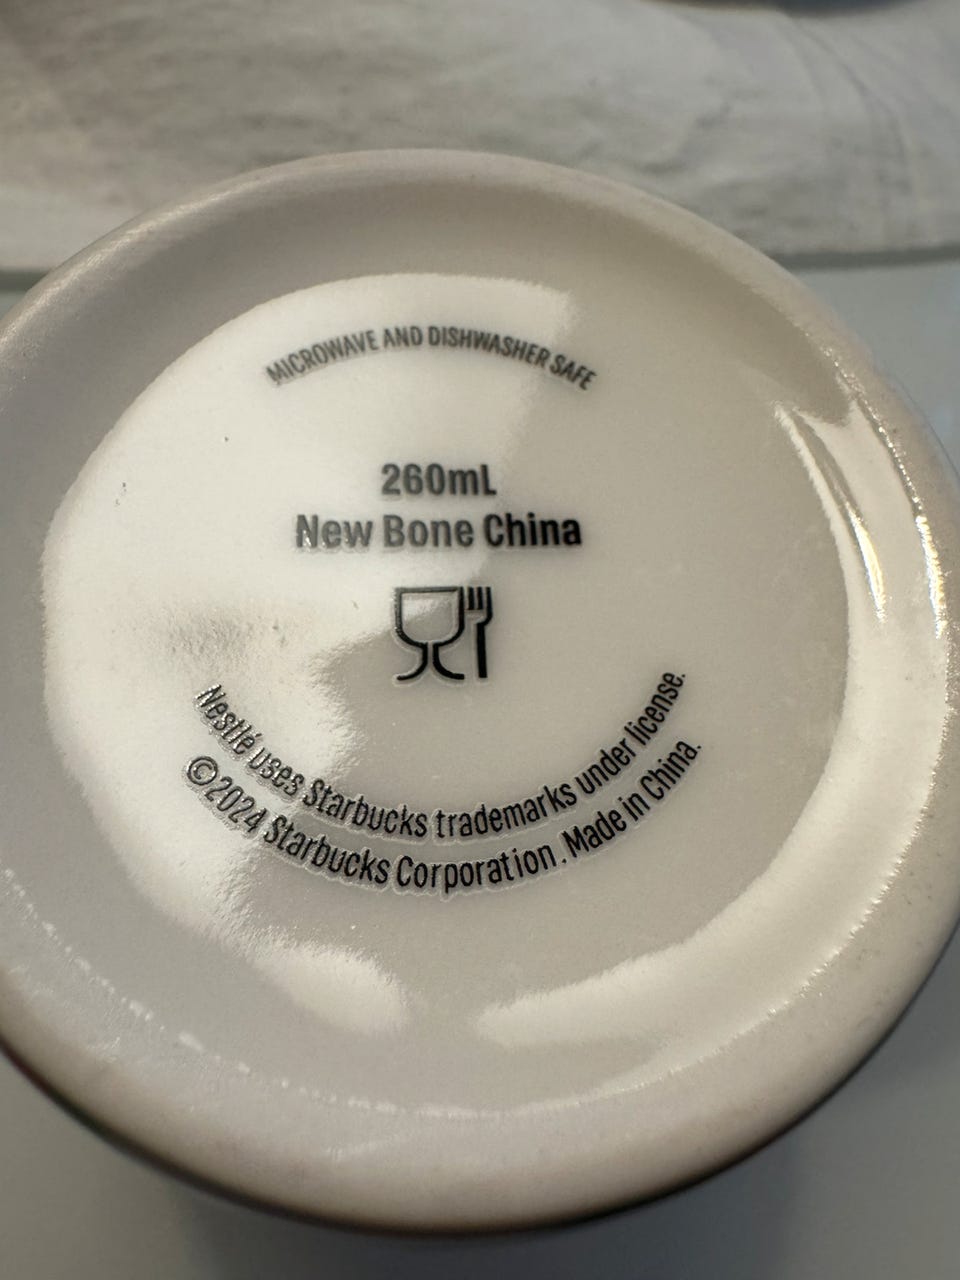 MICROWAVE AND DISHWASHER SAFE
260mL
New Bone China
Nestlé uses Starbucks trademarks under license.
©2024 Starbucks Corporation . Made in China.